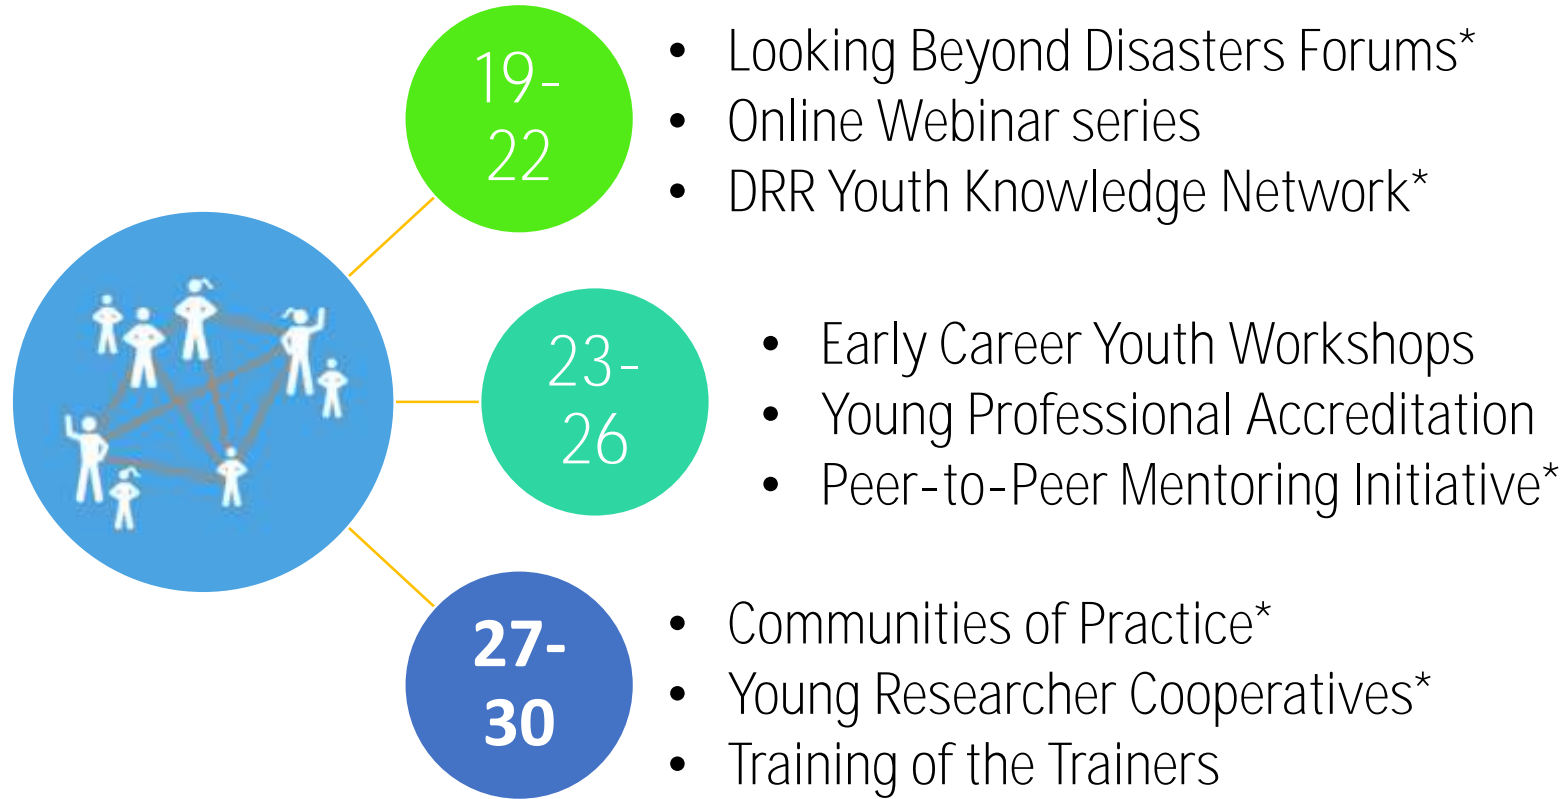 19-
22
• Looking Beyond Disasters Forums*
• Online Webinar series
• DRR Youth Knowledge Network*
23-
26
• Early Career Youth Workshops
• Young Professional Accreditation
• Peer-to-Peer Mentoring Initiative*
27-
30
• Communities of Practice*
• Young Researcher Cooperatives*
• Training of the Trainers